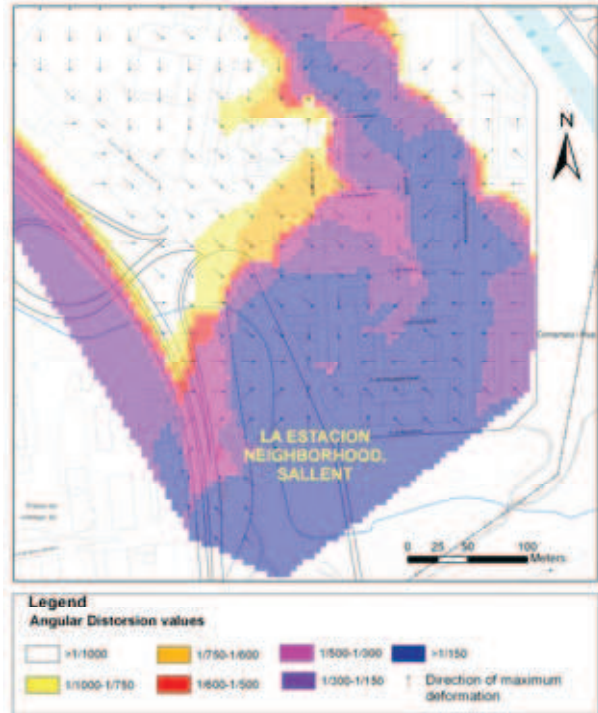 N
LA ESTACION
NEIGHBORHOOD,
SALLENT
0 25 50 100
Meters
Legend
Angular Distorsion values
>1/1000
1/750-1/600
1/500-1/300
>1/150
1/1000-1/750
1/600-1/500
1/300-1/150
Direction of maximum
deformation